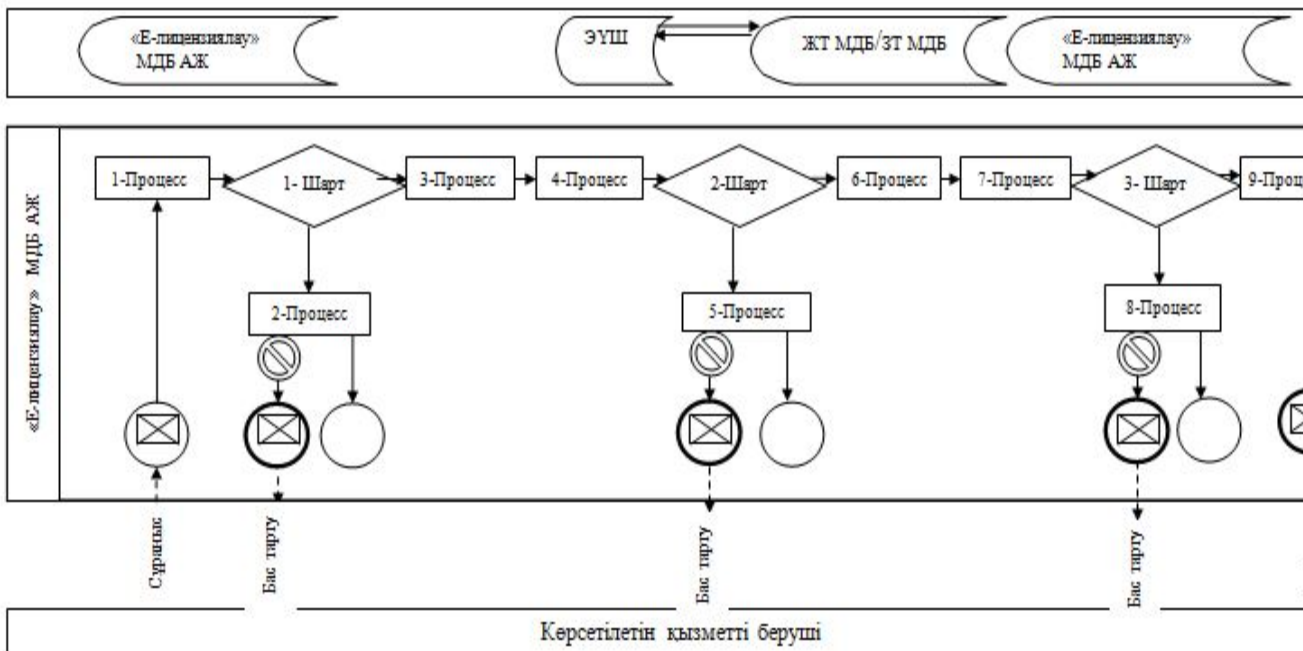 «Е-лицензиялау»
МДБ АЖ
ЭҮШ
ЖТ МДБ/ЗТ МДБ
«Е-лицензиялау»
МДБ АЖ
«Е-лицензиялау» МДБ АЖ
1-Процесс
1- Шарт
3-Процесс
4-Процесс
2-Шарт
6-Процесс
7-Процесс
3- Шарт
9-Проце
2-Процесс
5-Процесс
8-Процесс
Сұраныс
Бас тарту
Бас тарту
Бас тарту
Көрсетілетін қызметті беруші